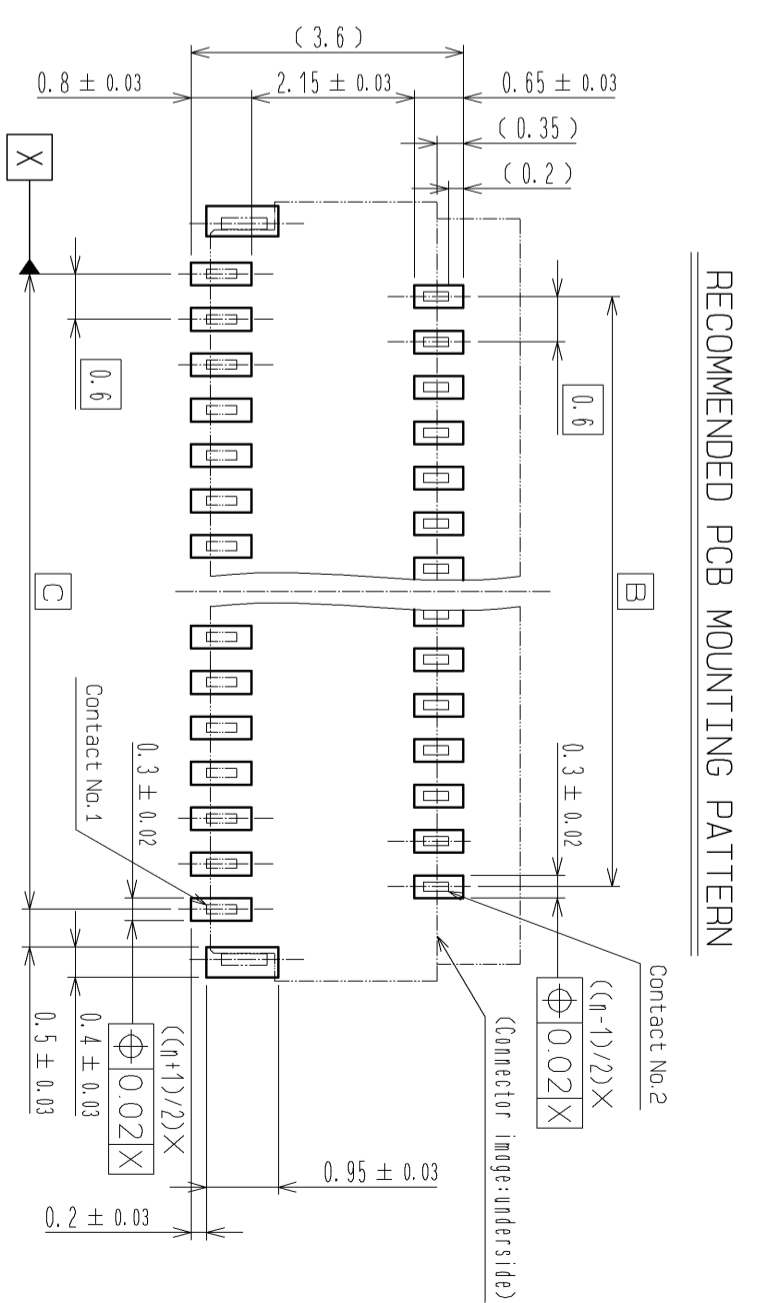 RECOMMENDED PCB MOUNTING PATTERN
B
0.6
0.3 ± 0.02
((n-1)/2)X
⌖ 0.02 X
Contact No.2
(Connector image:underside)
(3.6)
0.8 ± 0.03
2.15 ± 0.03
0.65 ± 0.03
(0.35)
(0.2)
X
0.6
C
Contact No.1
0.3 ± 0.02
((n+1)/2)X
⌖ 0.02 X
0.4 ± 0.03
0.5 ± 0.03
0.95 ± 0.03
0.2 ± 0.03